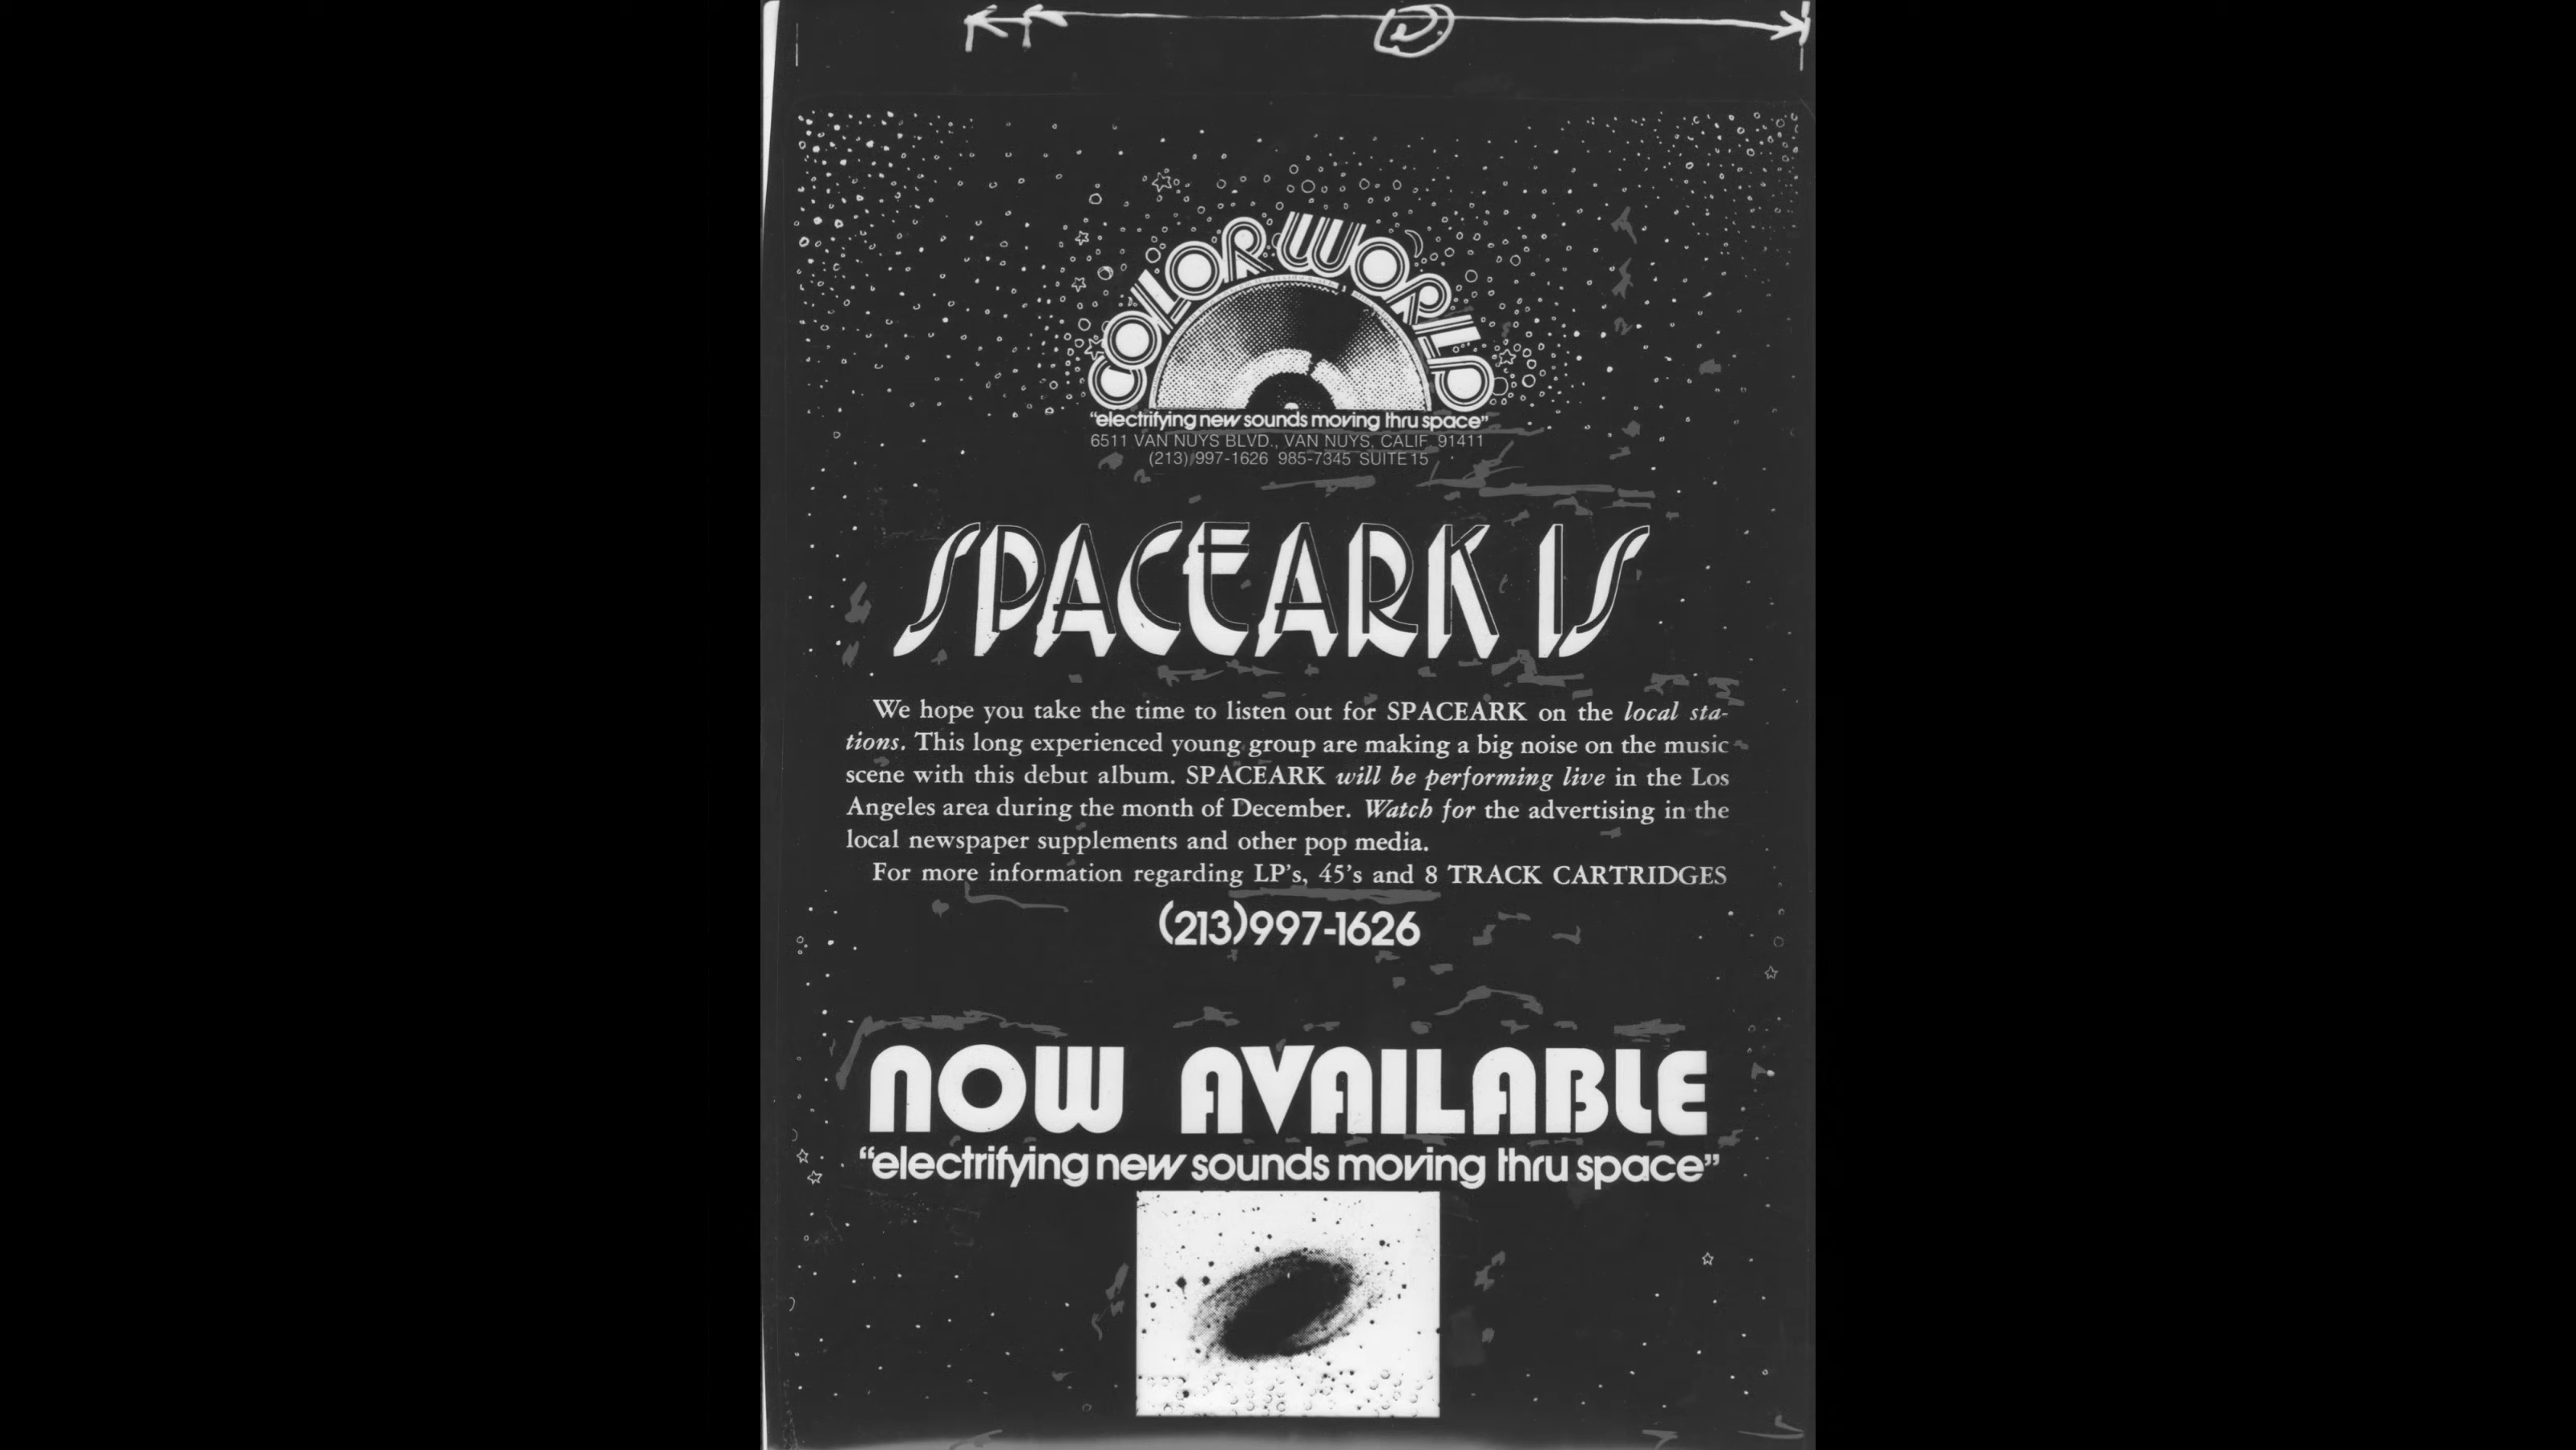 COLOR WORLD
"electrifying new sounds moving thru space"
6511 VAN NUYS BLVD., VAN NUYS, CALIF. 91411
(213) 997-1626 985-7345 SUITE 15
SPACEARK IS
We hope you take the time to listen out for SPACEARK on the local sta-
tions. This long experienced young group are making a big noise on the music
scene with this debut album. SPACEARK will be performing live in the Los
Angeles area during the month of December. Watch for the advertising in the
local newspaper supplements and other pop media.
For more information regarding LP's, 45's and 8 TRACK CARTRIDGES
(213)997-1626
NOW AVAILABLE
"electrifying new sounds moving thru space"